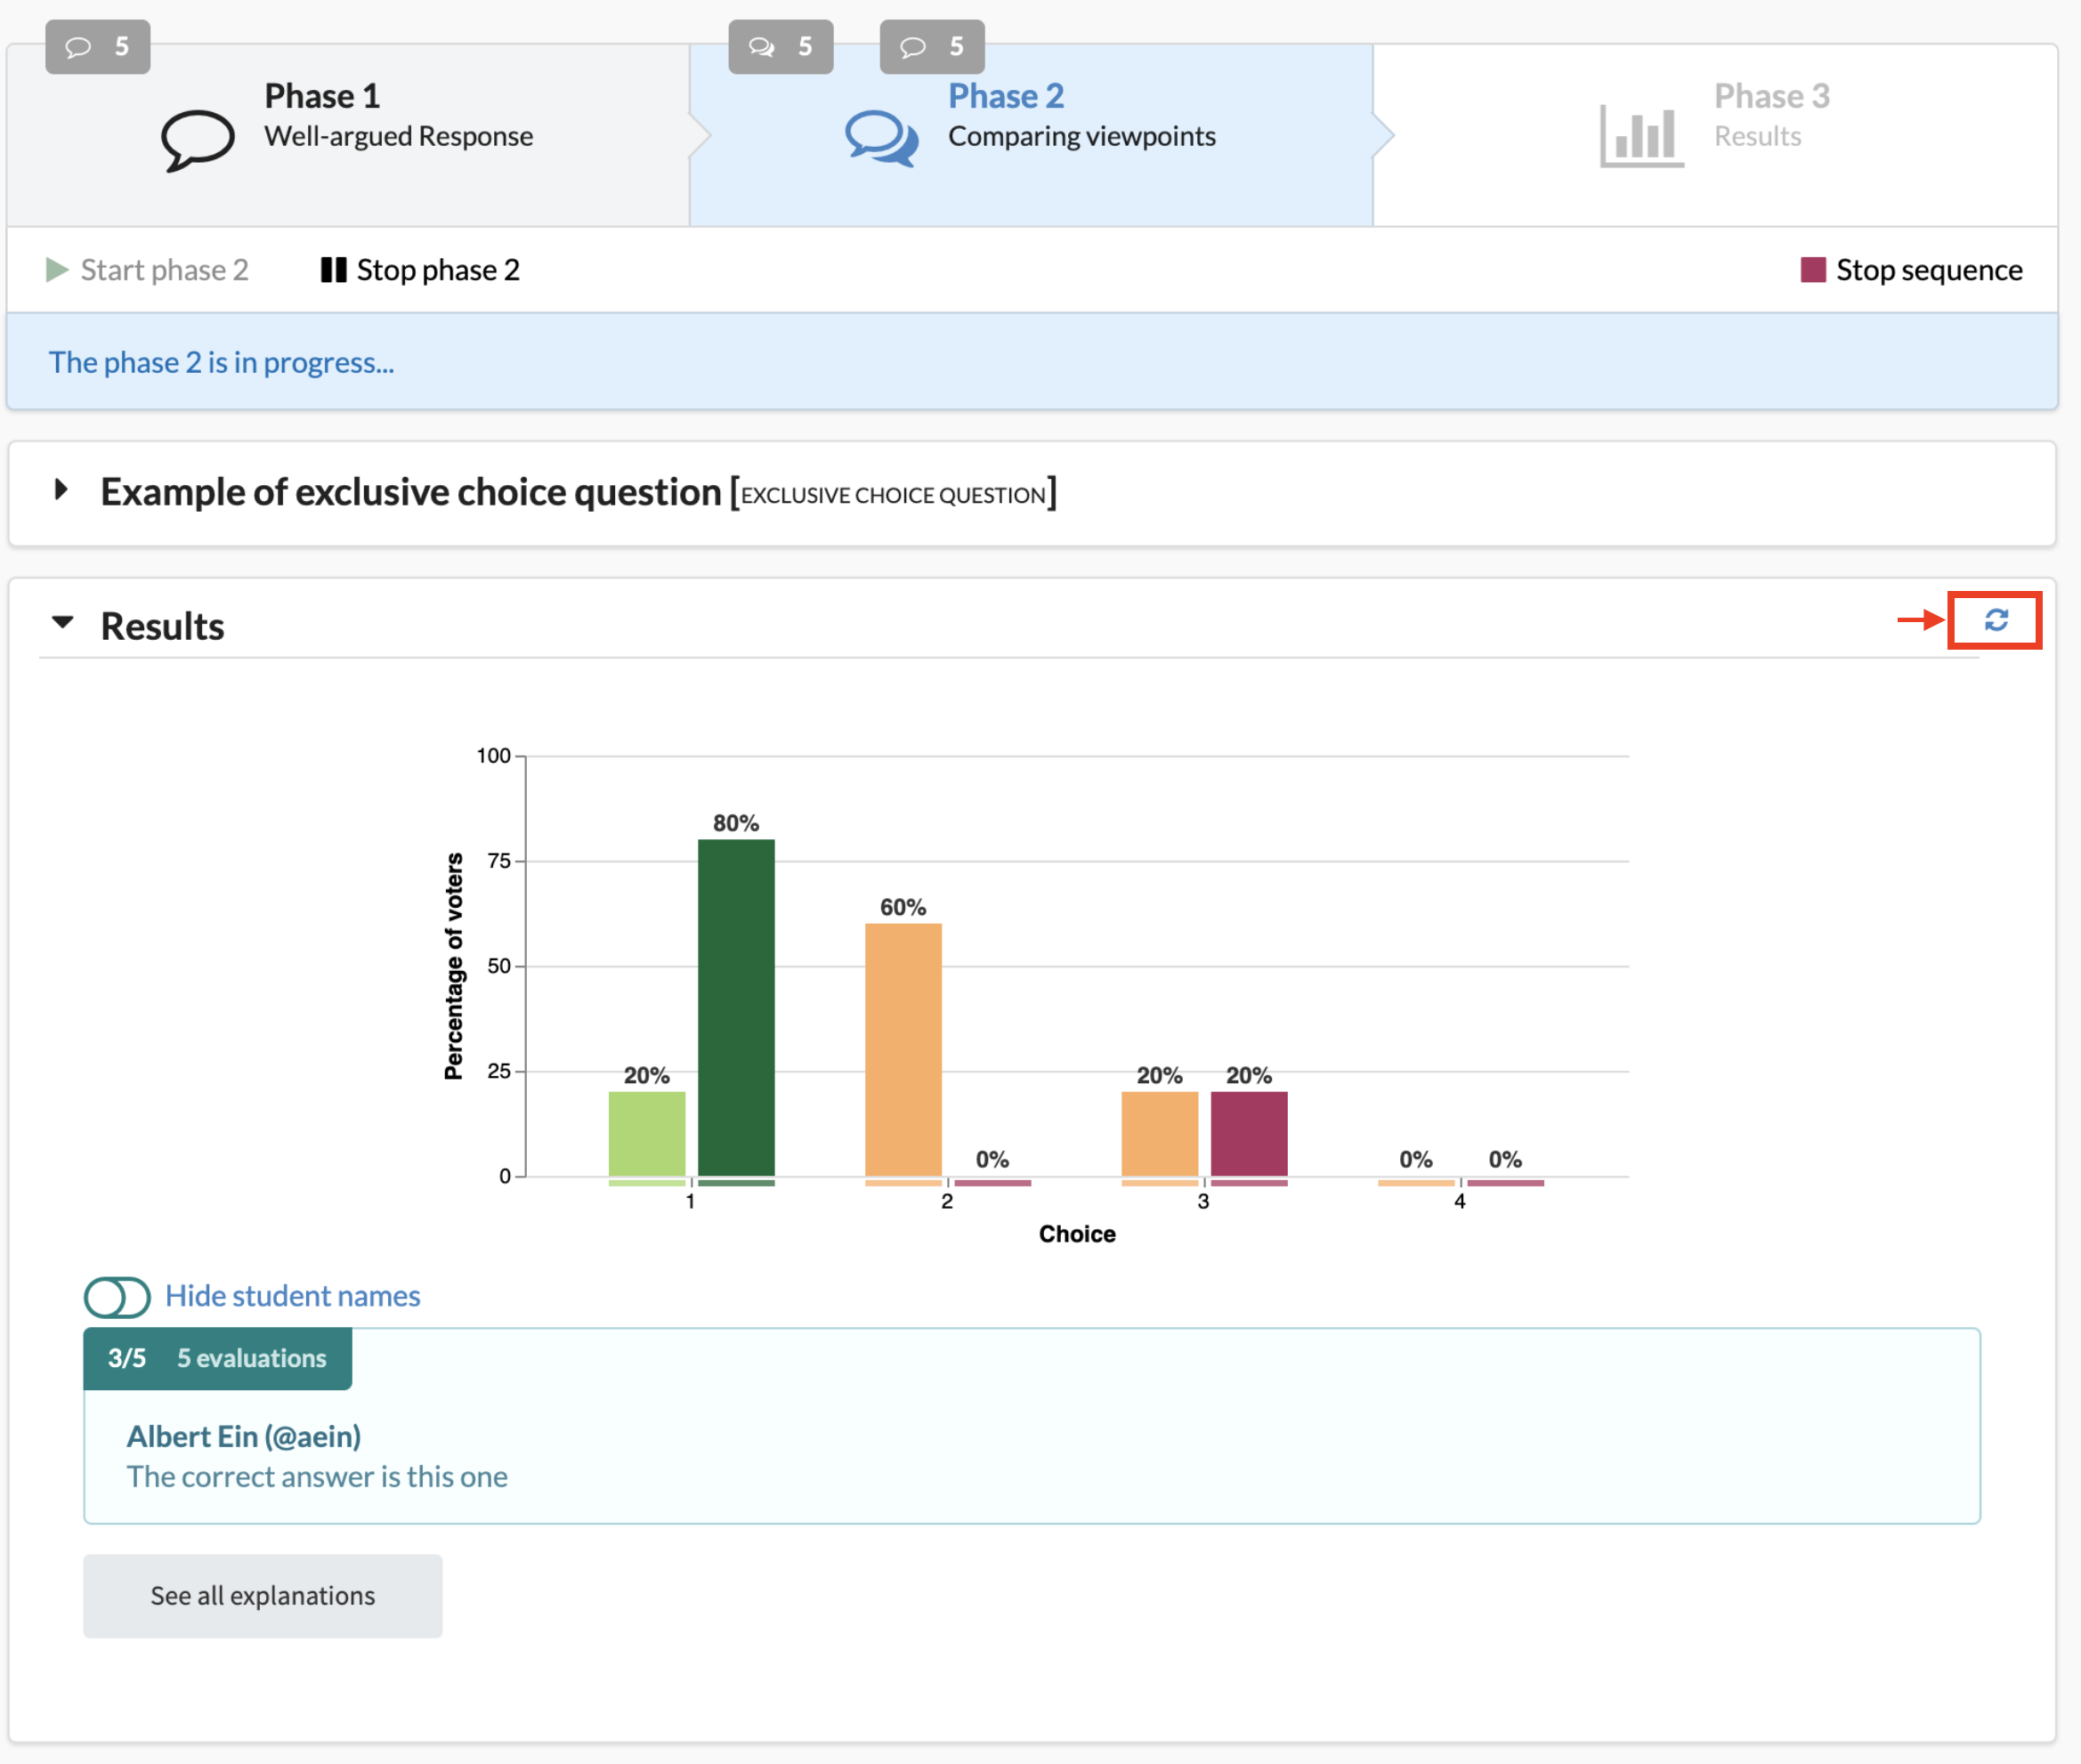 5
5
5
Phase 1
Well-argued Response
Phase 2
Comparing viewpoints
Phase 3
Results
Start phase 2
Stop phase 2
Stop sequence
The phase 2 is in progress...
Example of exclusive choice question [EXCLUSIVE CHOICE QUESTION]
Results
Percentage of voters
100
75
50
25
0
20%
80%
60%
0%
20%
20%
0%
0%
1
2
3
4
Choice
Hide student names
3/5 5 evaluations
Albert Ein (@aein)
The correct answer is this one
See all explanations